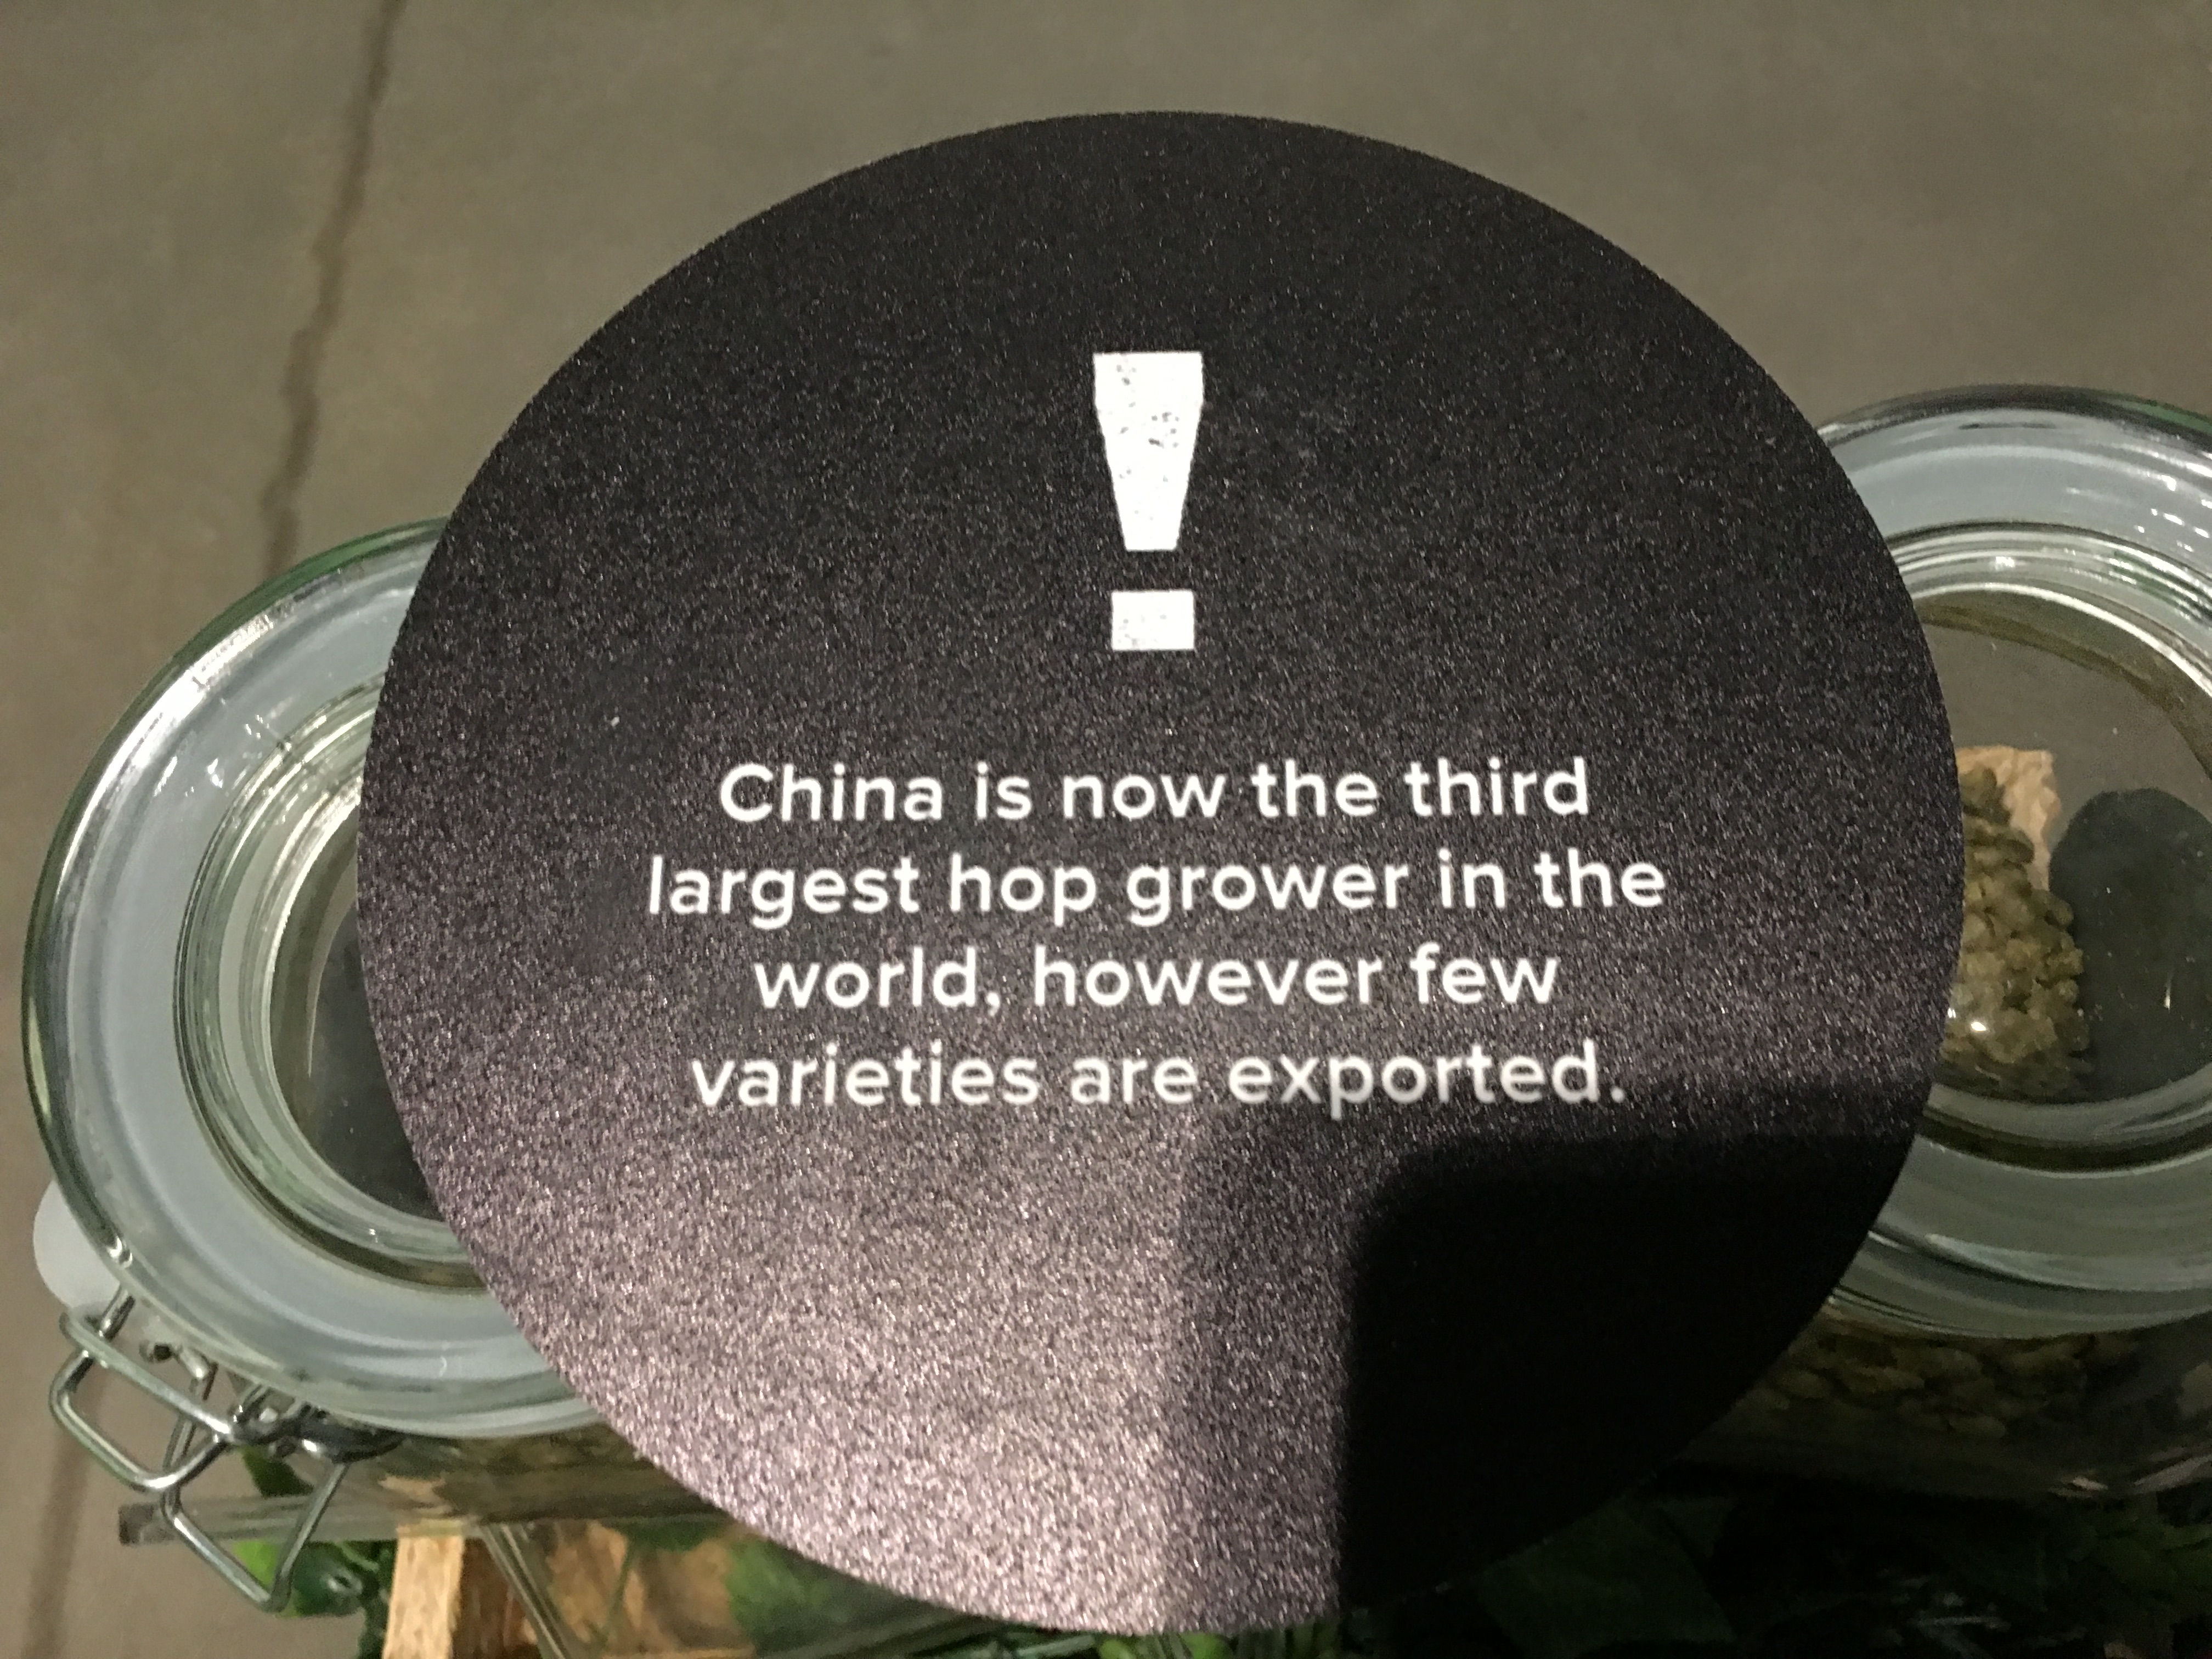 !
China is now the third
largest hop grower in the
world, however few
varieties are exported.